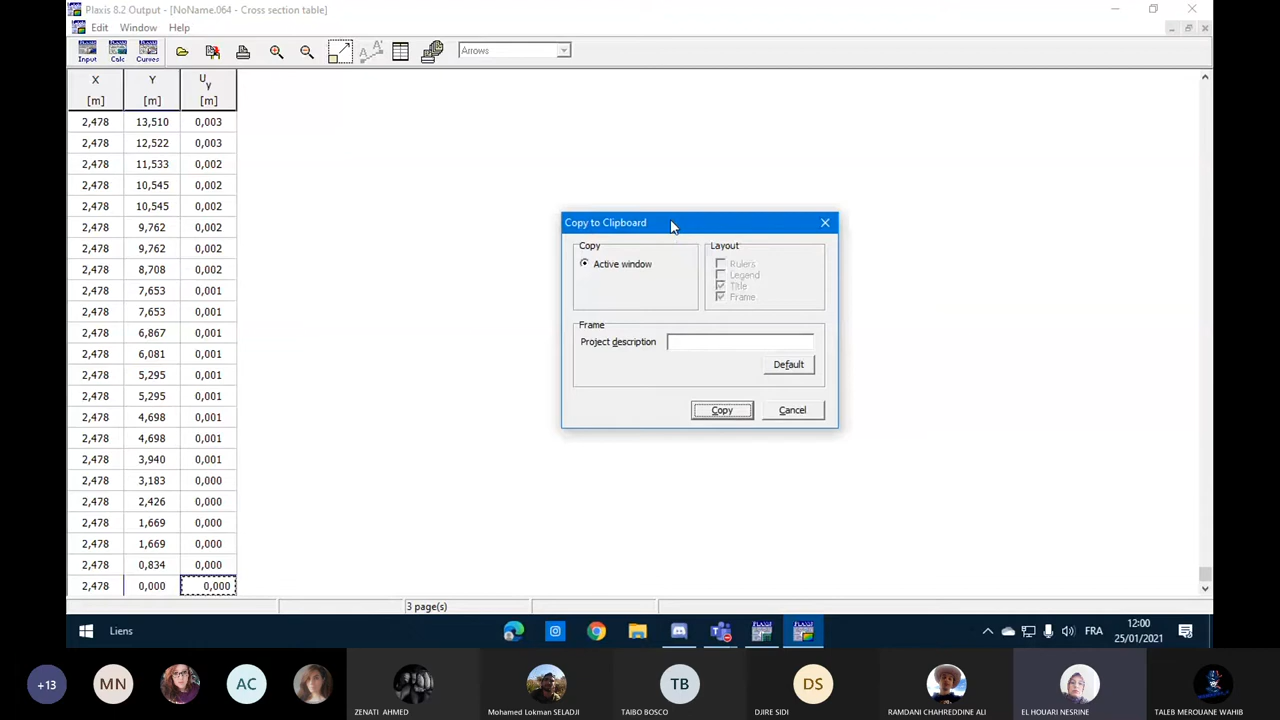 Plaxis 8.2 Output - [NoName.064 - Cross section table]
Edit Window Help
Input Calc Curves Arrows
X Y Uy
[m] [m] [m]
2,478 13,510 0,003
2,478 12,522 0,003
2,478 11,533 0,002
2,478 10,545 0,002
2,478 10,545 0,002
2,478 9,762 0,002
2,478 9,762 0,002
2,478 8,708 0,002
2,478 7,653 0,001
2,478 7,653 0,001
2,478 6,867 0,001
2,478 6,081 0,001
2,478 5,295 0,001
2,478 5,295 0,001
2,478 4,698 0,001
2,478 4,698 0,001
2,478 3,940 0,001
2,478 3,183 0,000
2,478 2,426 0,000
2,478 1,669 0,000
2,478 1,669 0,000
2,478 0,834 0,000
2,478 0,000 0,000
Copy to Clipboard
Copy
Active window
Layout
Rulers
Legend
Title
Frame
Frame
Project description
Default
Copy Cancel
3 page(s)
Liens
FRA
12:00
25/01/2021
+13 MN AC TB DS
ZENATI AHMED
Mohamed Lokman SELADJI
TAIBO BOSCO
DJIRE SIDI
RAMDANI CHAHREDDINE ALI
EL HOUARI NESRINE
TALEB MEROUANE WAHIB